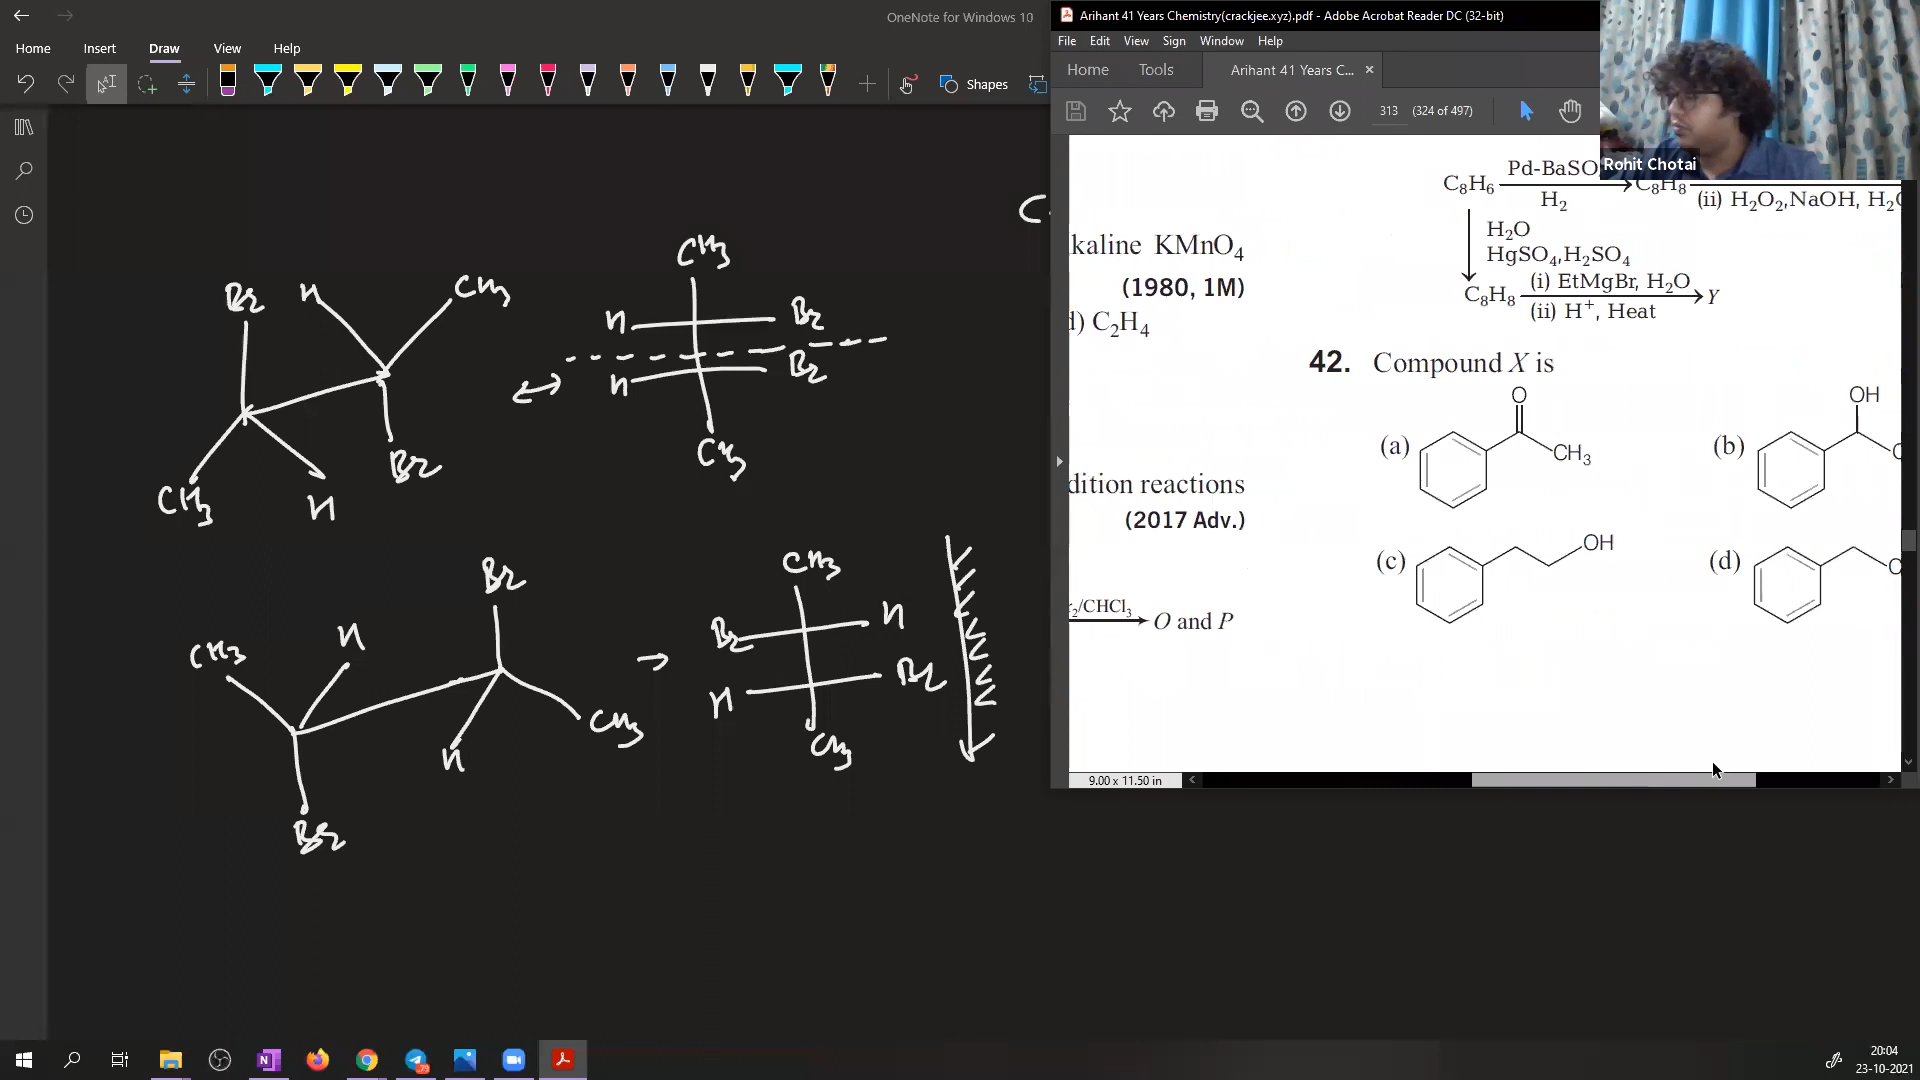 OneNote for Windows 10
Home Insert Draw View Help
Shapes
CH3
Br H CH3
H Br
H Br
CH3
CH3 H Br
Br
CH3 H
CH3
Br H
H Br
CH3
H CH3
Br
C
Arihant 41 Years Chemistry(crackjee.xyz).pdf - Adobe Acrobat Reader DC (32-bit)
File Edit View Sign Window Help
Home Tools Arihant 41 Years C... ×
313 (324 of 497)
Rohit Chotai
kaline KMnO4
(1980, 1M)
d) C2H4
dition reactions
(2017 Adv.)
r2/CHCl3 → O and P
C8H6 Pd-BaSO → C8H8
H2 (ii) H2O2,NaOH, H2O
H2O
HgSO4,H2SO4
C8H8 (i) EtMgBr, H2O → Y
(ii) H+, Heat
42. Compound X is
(a) O CH3
(b) OH C
(c) OH
(d) O
9.00 x 11.50 in
79
20:04
23-10-2021